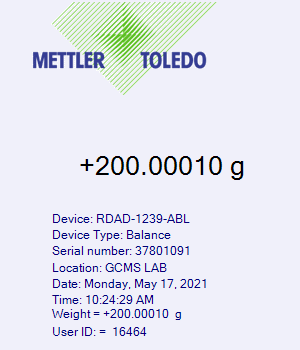 METTLER TOLEDO
+200.00010 g
Device: RDAD-1239-ABL
Device Type: Balance
Serial number: 37801091
Location: GCMS LAB
Date: Monday, May 17, 2021
Time: 10:24:29 AM
Weight = +200.00010  g
User ID: =  16464